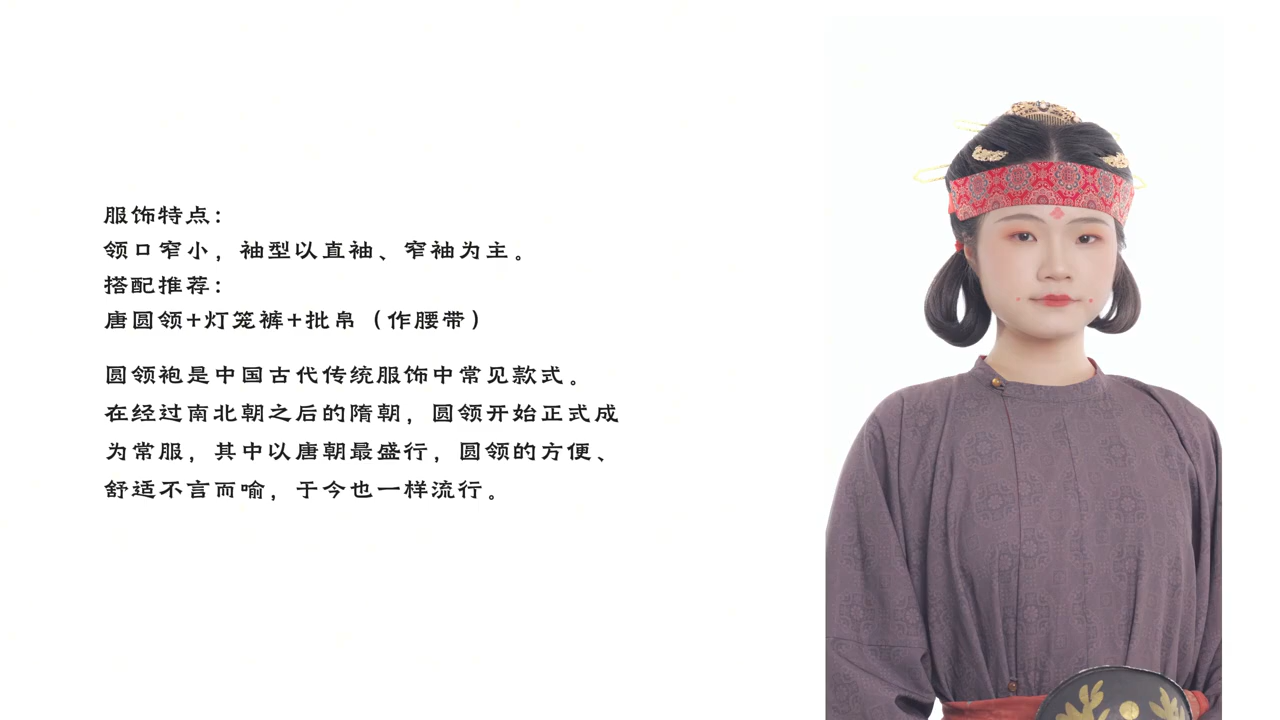 服饰特点：
领口窄小，袖型以直袖、窄袖为主。
搭配推荐：
唐圆领+灯笼裤+批帛（作腰带）
圆领袍是中国古代传统服饰中常见款式。
在经过南北朝之后的隋朝，圆领开始正式成
为常服，其中以唐朝最盛行，圆领的方便、
舒适不言而喻，于今也一样流行。